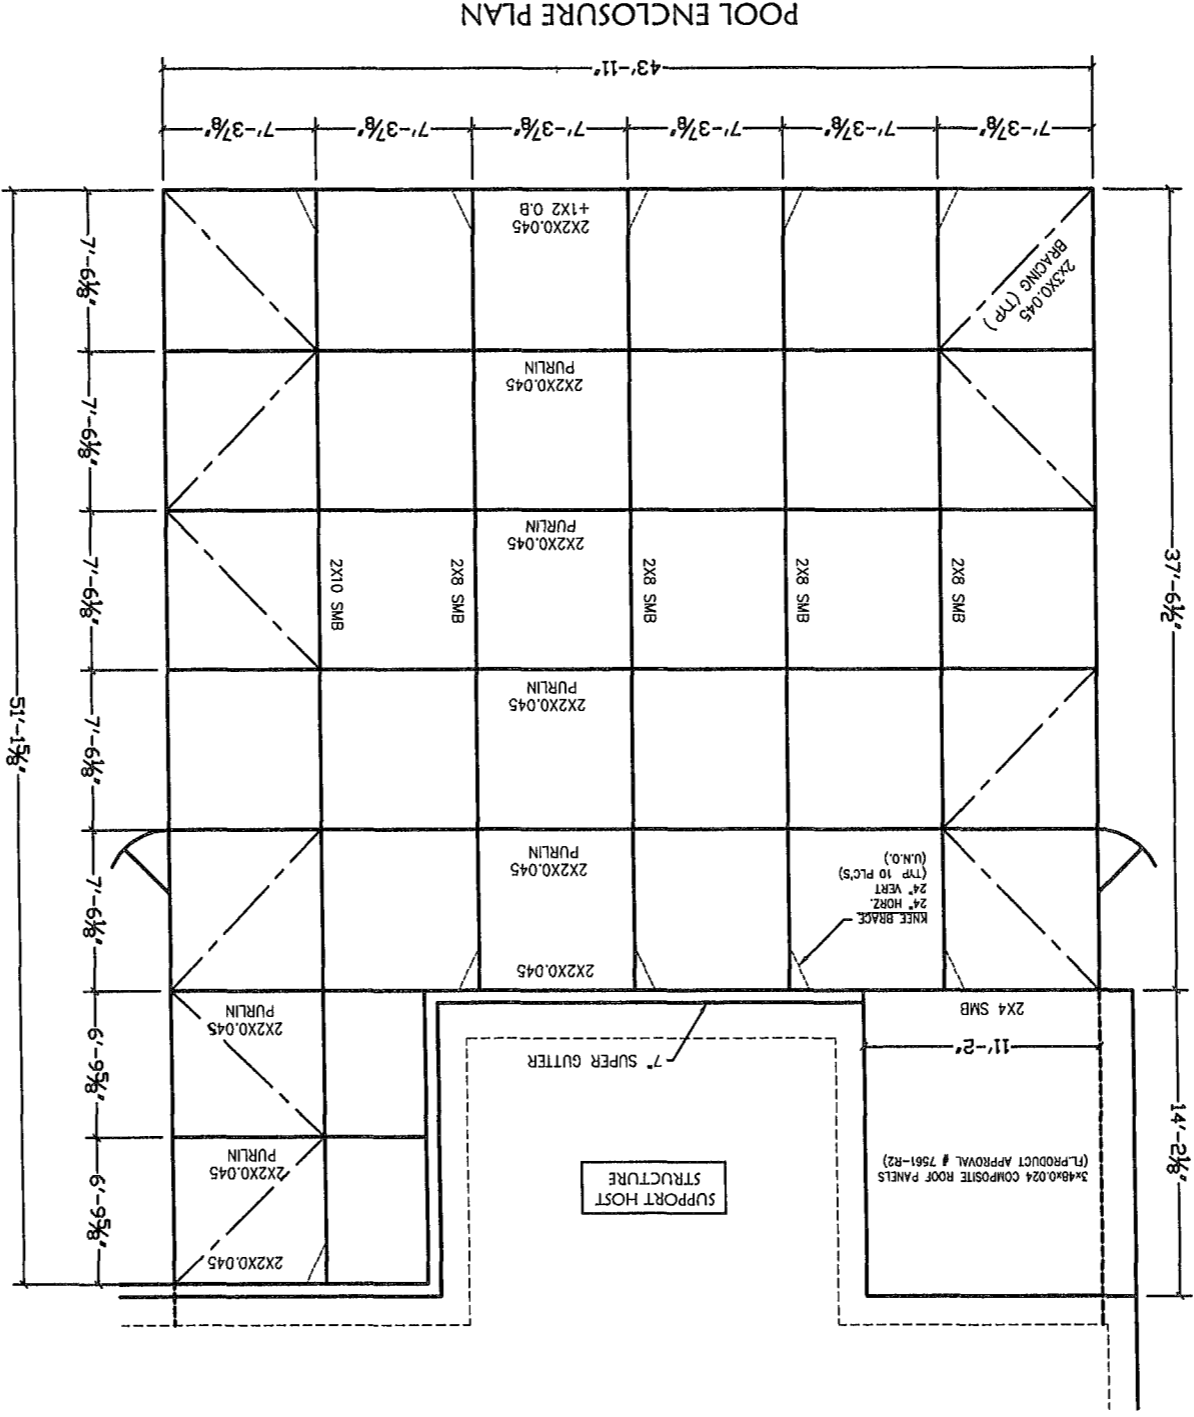 2X2X0.045
6'-9⅝"
2X2X0.045
PURLIN
SUPPORT HOST
STRUCTURE
3x48x0.024 COMPOSITE ROOF PANELS
(FL.PRODUCT APPROVAL # 7561-R2)
14'-2⅛"
7" SUPER GUTTER
11'-2"
6'-9⅝"
2X2X0.045
PURLIN
2X4 SMB
2X2X0.045
KNEE BRACE
24" HORZ.
24" VERT
(TYP 10 PLC'S)
(U.N.O.)
2X2X0.045
PURLIN
7'-6⅛"
7'-6⅛"
51'-1⅝"
2X2X0.045
PURLIN
37'-6½"
2X8 SMB
2X8 SMB
2X8 SMB
2X8 SMB
2X10 SMB
7'-6⅛"
2X2X0.045
PURLIN
7'-6⅛"
2X2X0.045
PURLIN
2x3X0.045
BRACING (TYP)
7'-6⅛"
2X2X0.045
+1X2 O.B
7'-3⅞"
7'-3⅞"
7'-3⅞"
7'-3⅞"
7'-3⅞"
7'-3⅞"
43'-11"
POOL ENCLOSURE PLAN